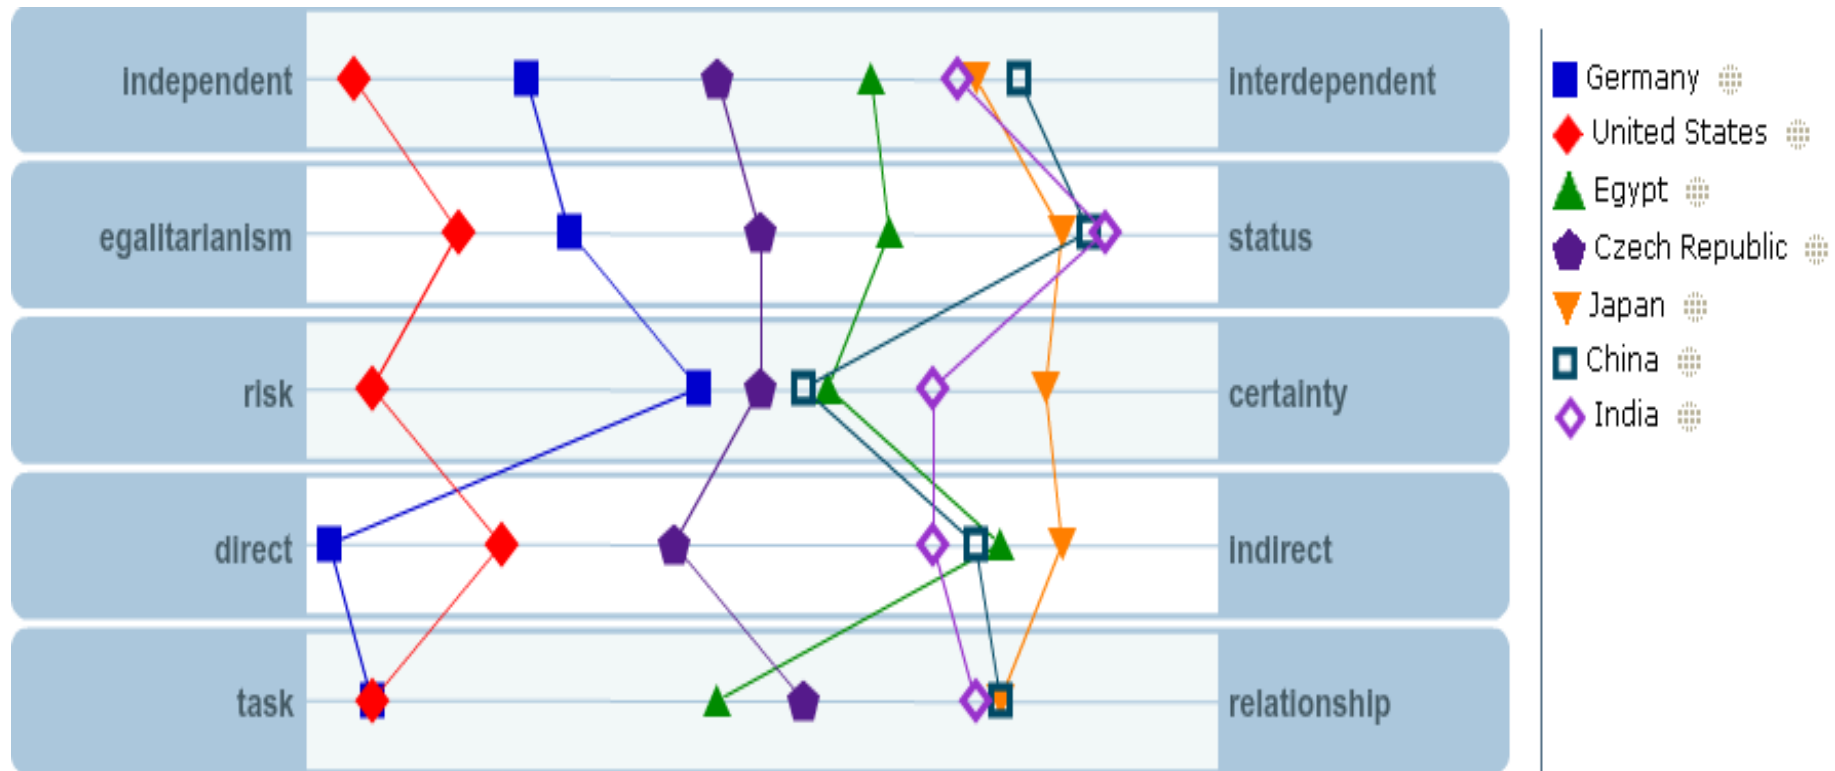 Independent
Interdependent
egalitarianism
status
risk
certainty
direct
indirect
task
relationship
Germany
United States
Egypt
Czech Republic
Japan
China
India